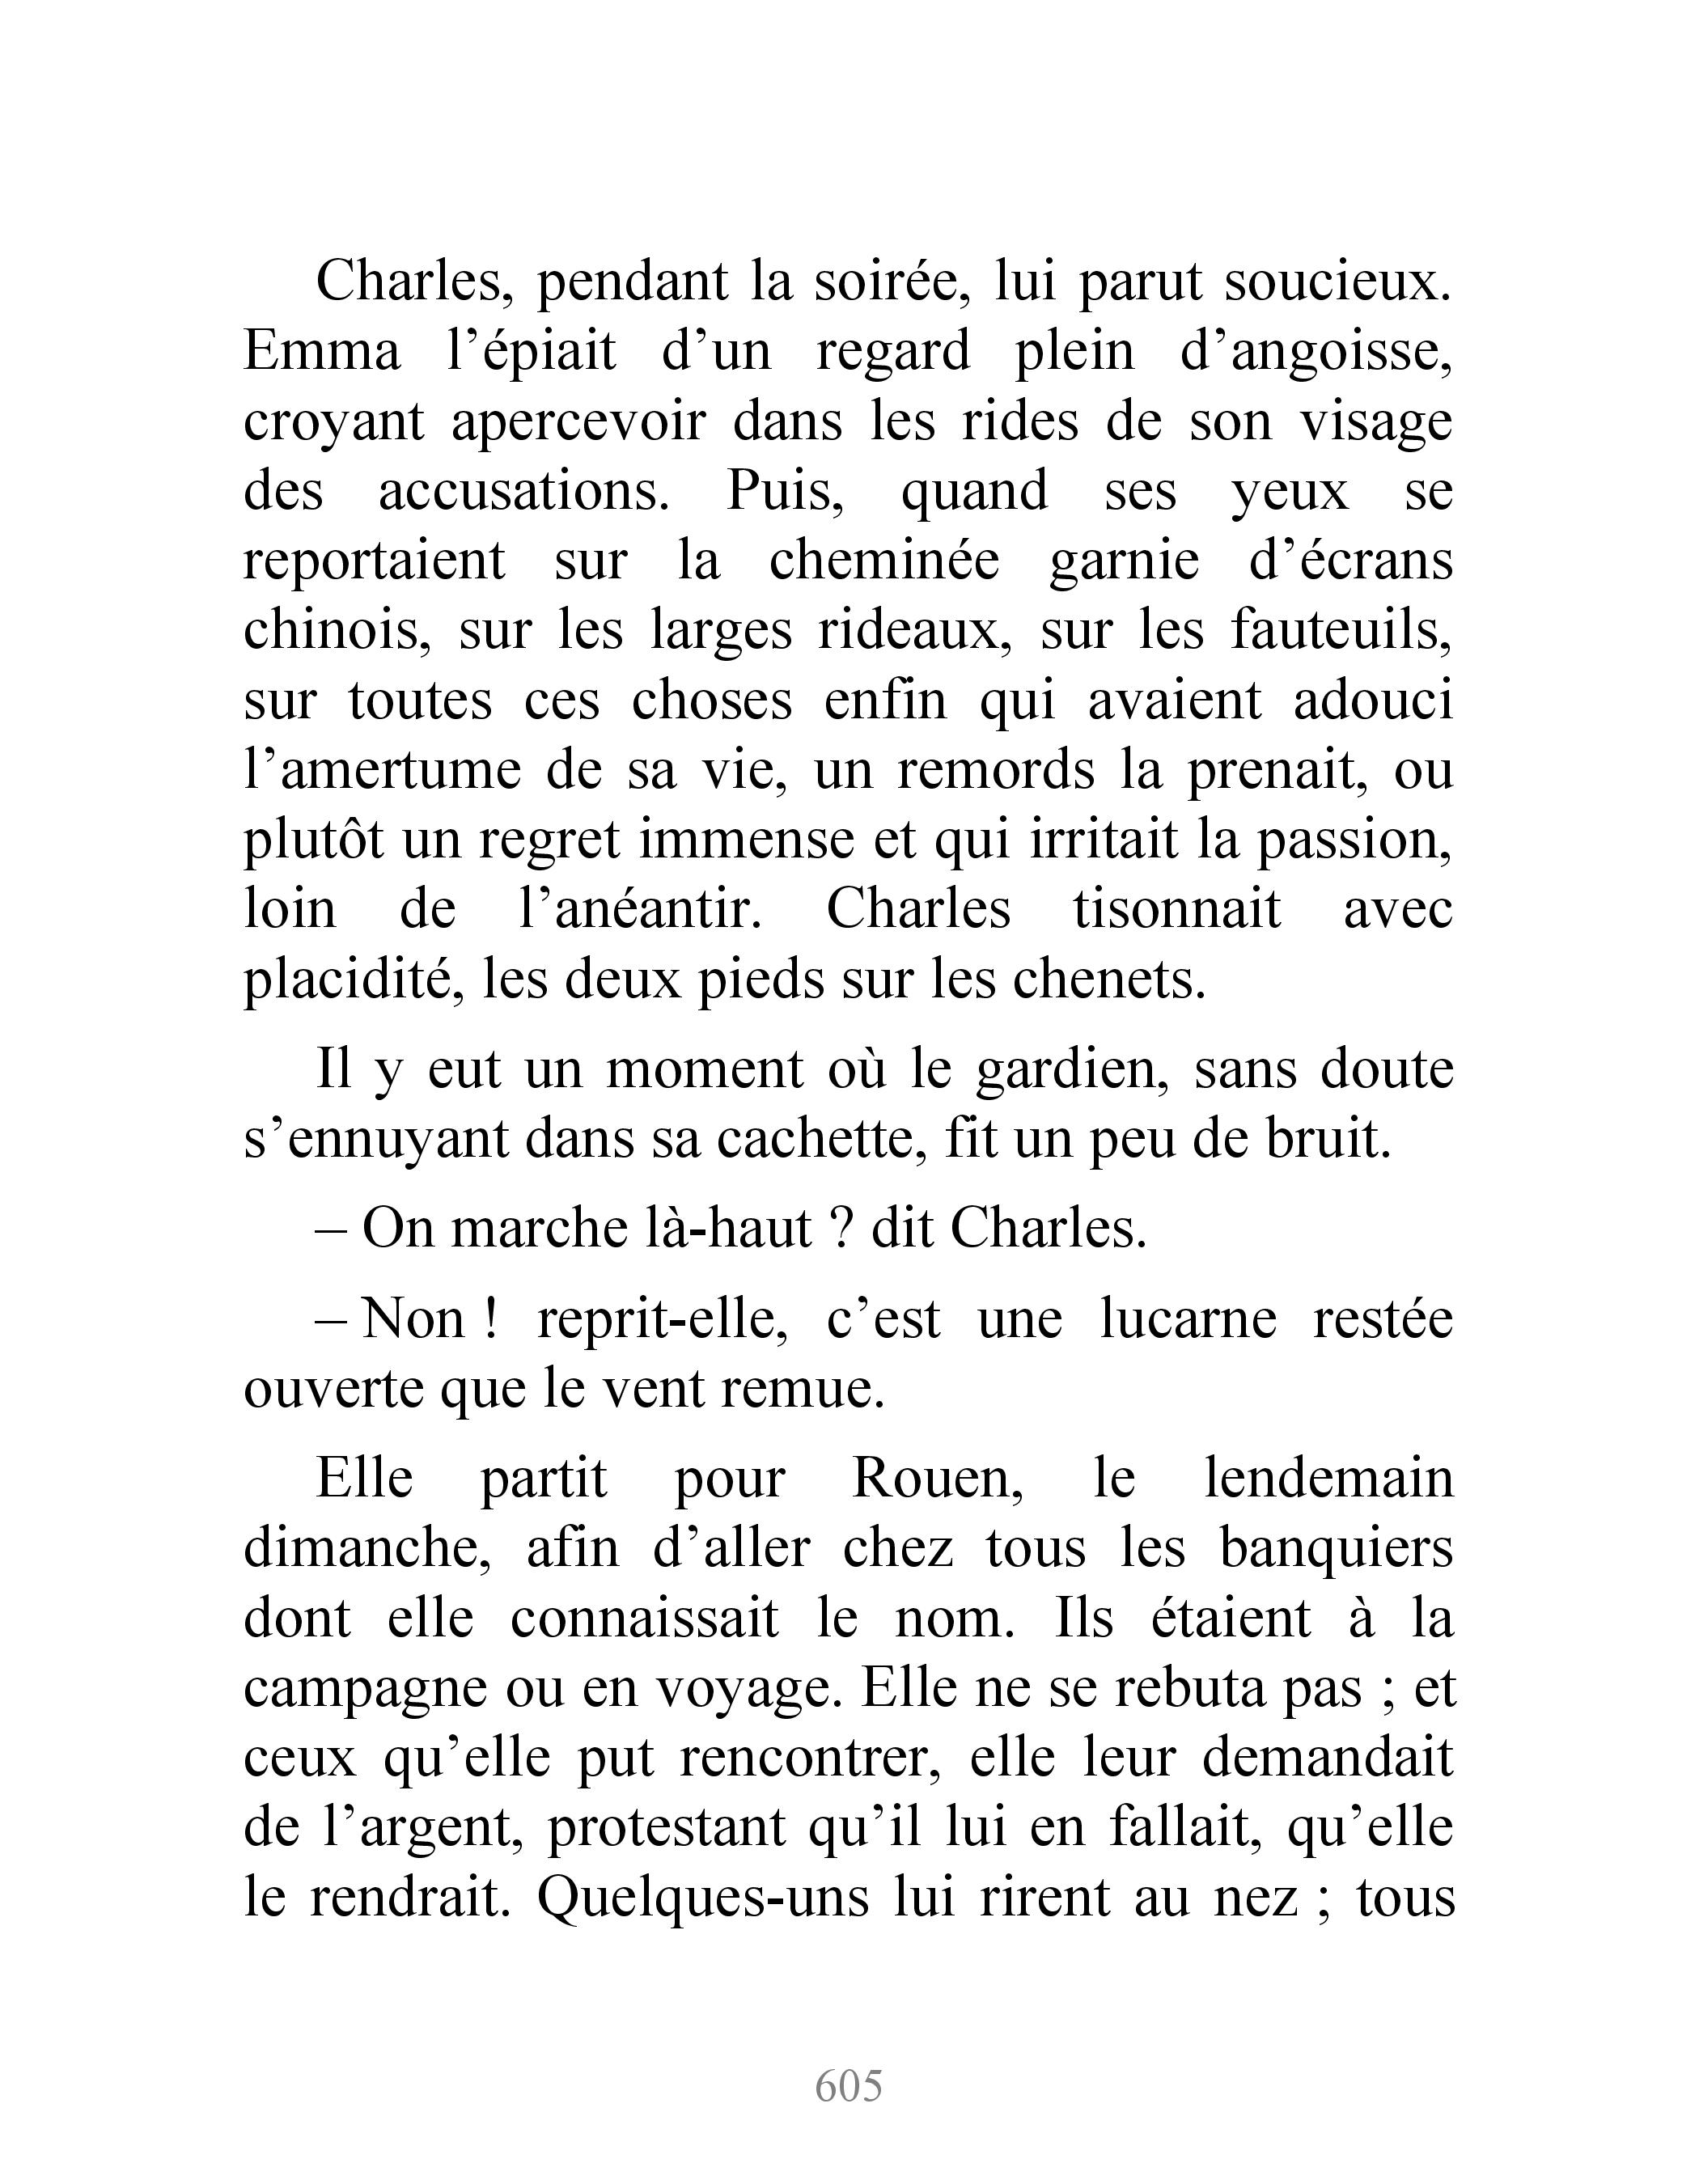 Charles, pendant la soirée, lui parut soucieux.
Emma l’épiait d’un regard plein d’angoisse,
croyant apercevoir dans les rides de son visage
des accusations. Puis, quand ses yeux se
reportaient sur la cheminée garnie d’écrans
chinois, sur les larges rideaux, sur les fauteuils,
sur toutes ces choses enfin qui avaient adouci
l’amertume de sa vie, un remords la prenait, ou
plutôt un regret immense et qui irritait la passion,
loin de l’anéantir. Charles tisonnait avec
placidité, les deux pieds sur les chenets.
Il y eut un moment où le gardien, sans doute
s’ennuyant dans sa cachette, fit un peu de bruit.
– On marche là-haut ? dit Charles.
– Non ! reprit-elle, c’est une lucarne restée
ouverte que le vent remue.
Elle partit pour Rouen, le lendemain
dimanche, afin d’aller chez tous les banquiers
dont elle connaissait le nom. Ils étaient à la
campagne ou en voyage. Elle ne se rebuta pas ; et
ceux qu’elle put rencontrer, elle leur demandait
de l’argent, protestant qu’il lui en fallait, qu’elle
le rendrait. Quelques-uns lui rirent au nez ; tous
605